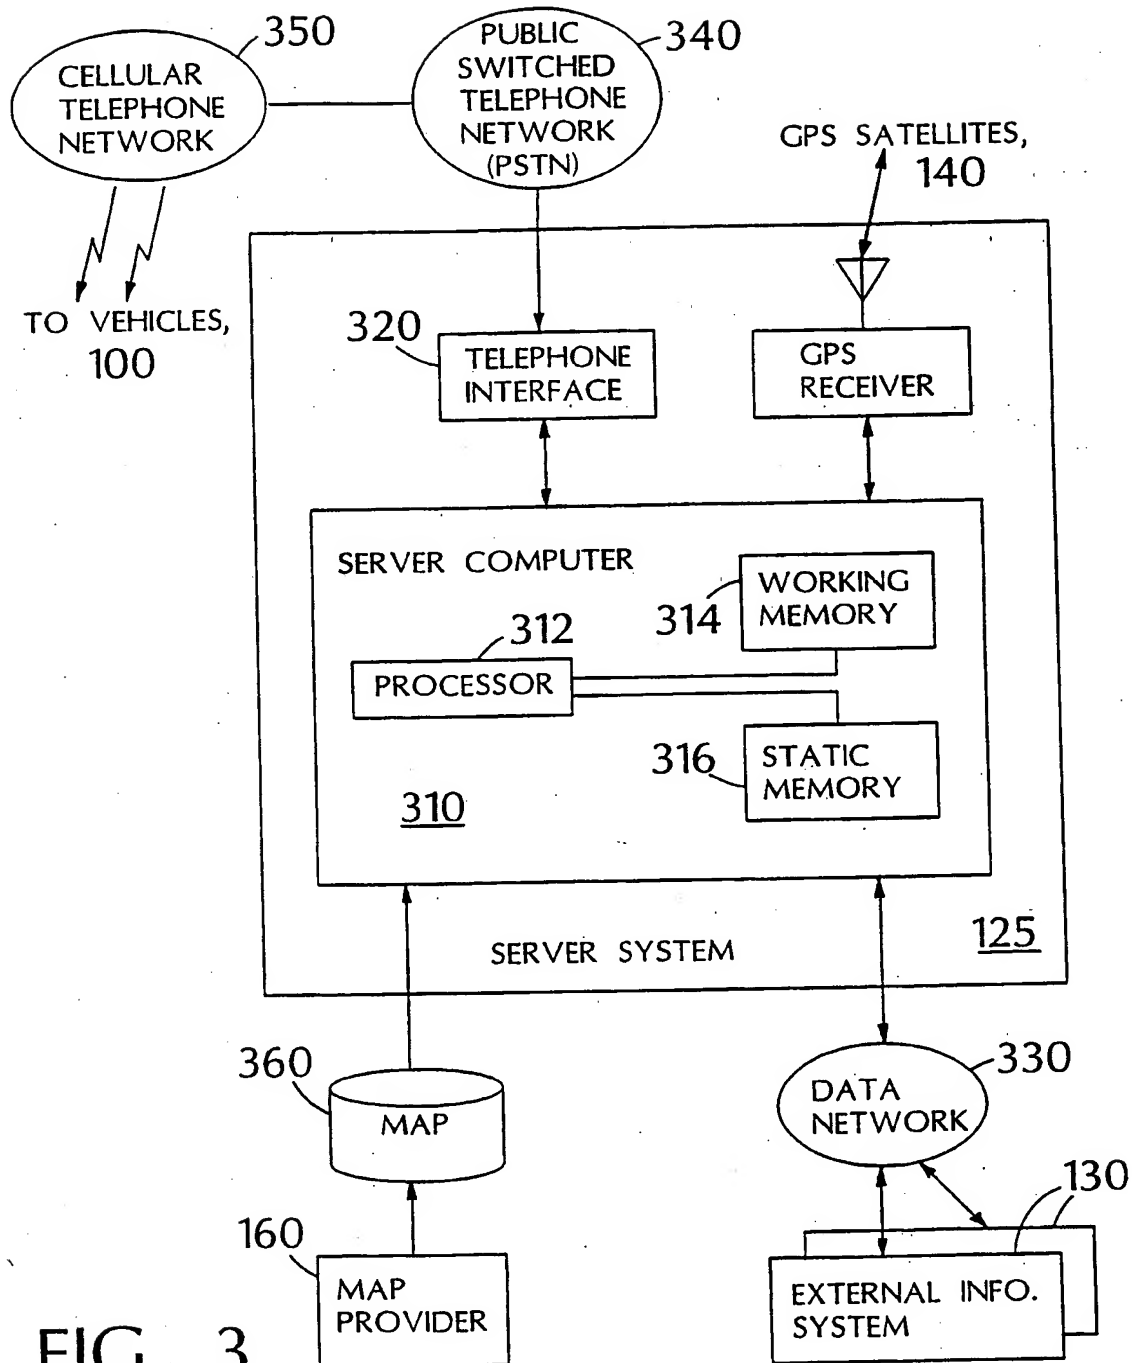 350
CELLULAR
TELEPHONE
NETWORK
PUBLIC
SWITCHED
TELEPHONE
NETWORK
(PSTN)
340
GPS SATELLITES,
140
TO VEHICLES,
100
320
TELEPHONE
INTERFACE
GPS
RECEIVER
SERVER COMPUTER
312
PROCESSOR
314
WORKING
MEMORY
316
STATIC
MEMORY
310
SERVER SYSTEM
125
360
MAP
330
DATA
NETWORK
160
MAP
PROVIDER
130
EXTERNAL INFO.
SYSTEM
FIG. 3